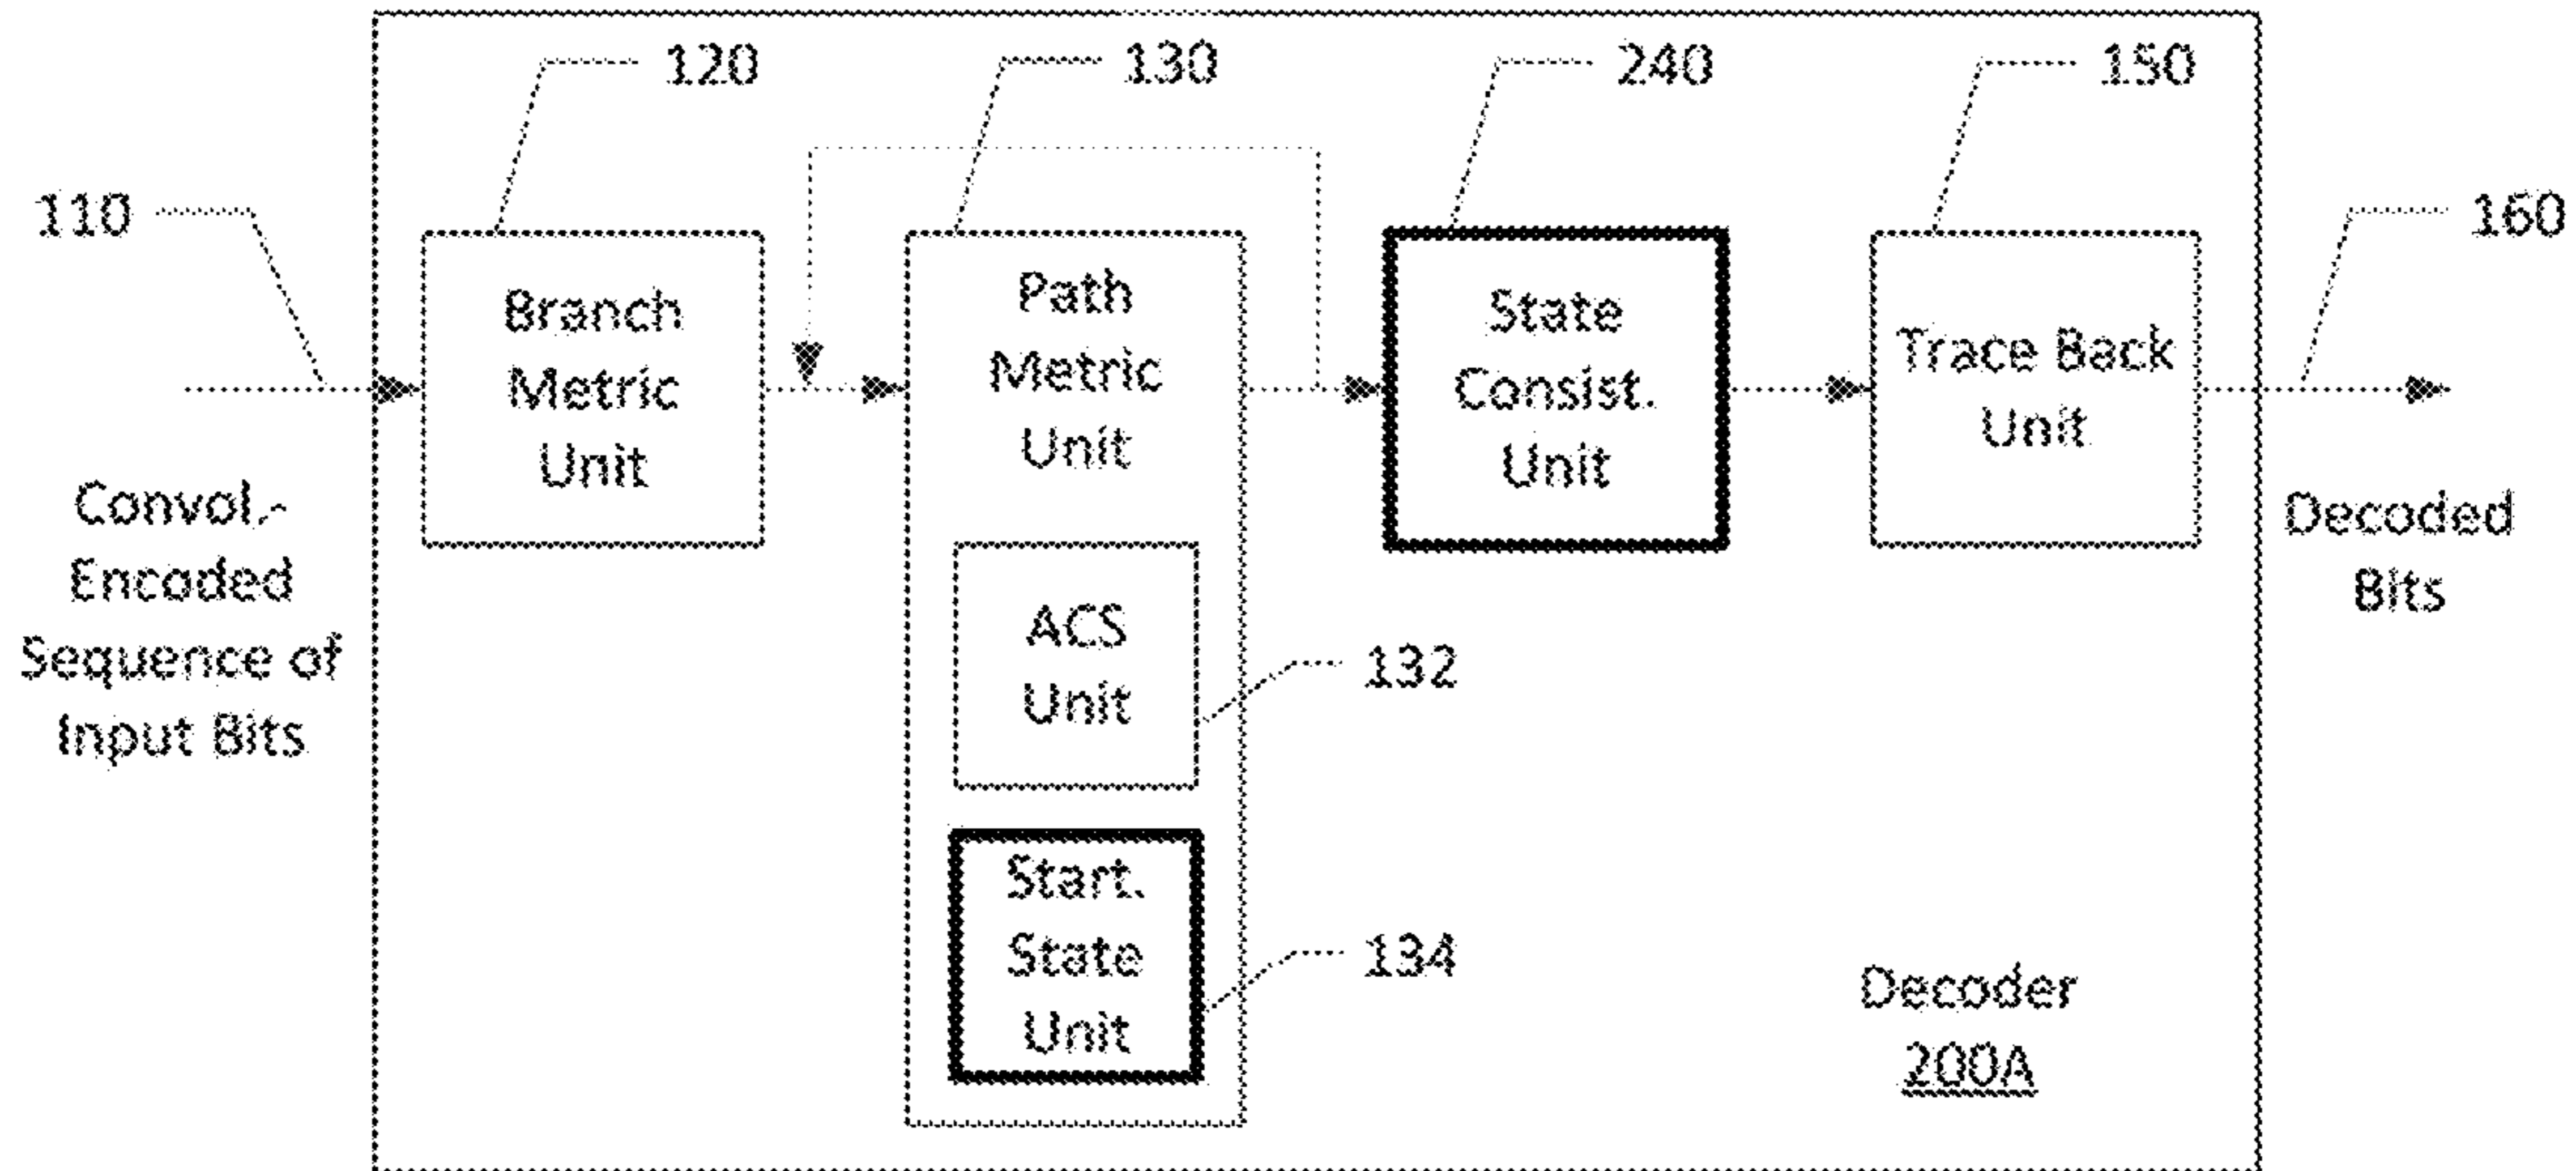 120
130
240
150
110
160
Branch
Metric
Unit
Path
Metric
Unit
State
Consist.
Unit
Trace Back
Unit
Convol.-
Encoded
Sequence of
Input Bits
Decoded
Bits
ACS
Unit
132
Start.
State
Unit
134
Decoder
200A